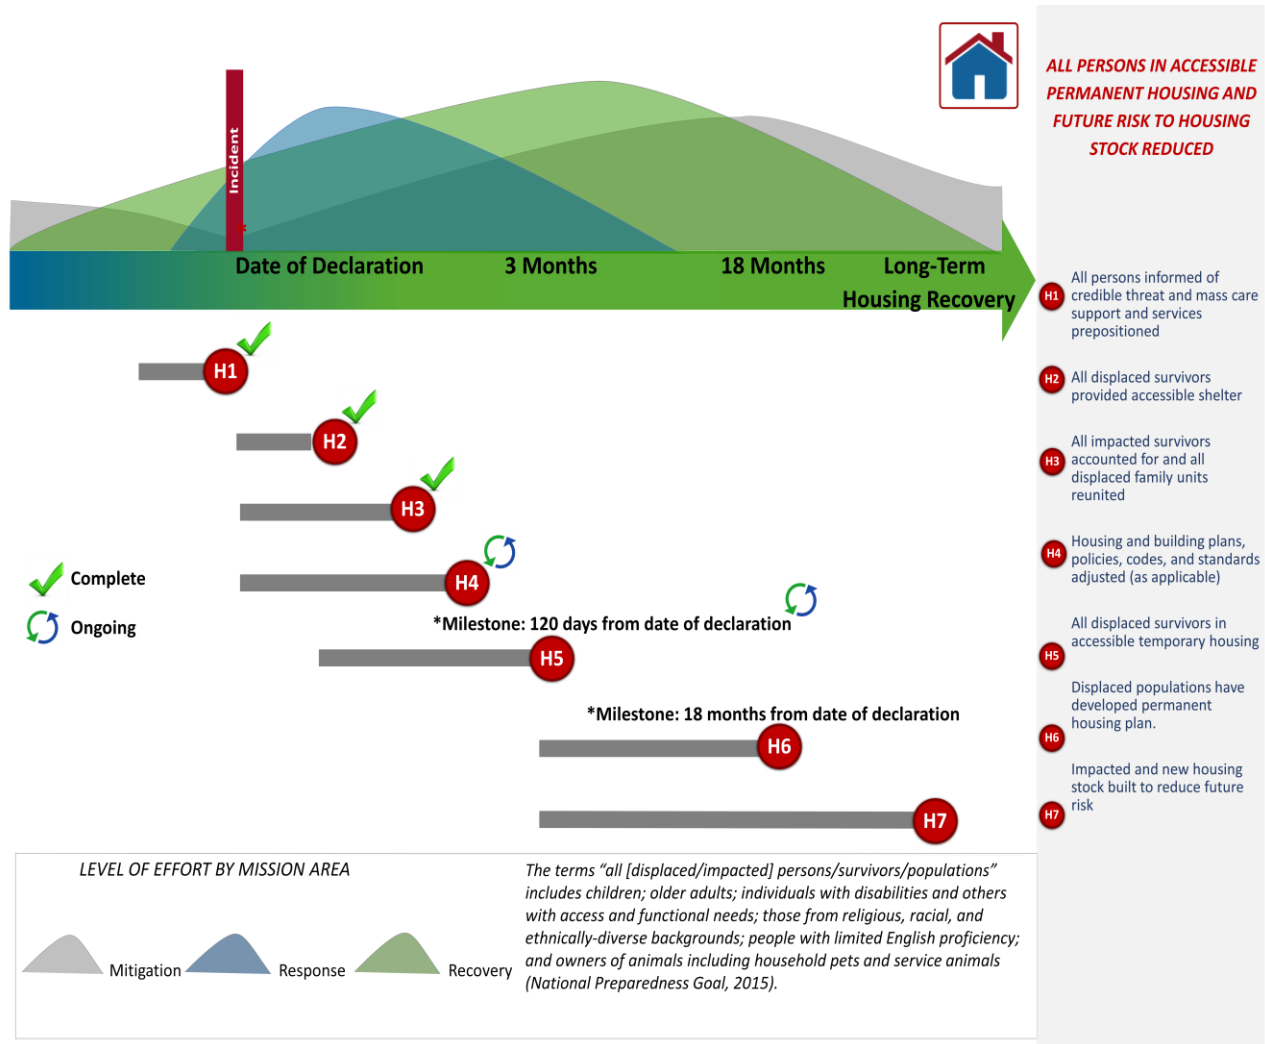 ALL PERSONS IN ACCESSIBLE
PERMANENT HOUSING AND
FUTURE RISK TO HOUSING
STOCK REDUCED
Incident
*
Date of Declaration
3 Months
18 Months
Long-Term
Housing Recovery
H1
H2
H3
H4
Complete
Ongoing
*Milestone: 120 days from date of declaration
H5
*Milestone: 18 months from date of declaration
H6
H7
H1
All persons informed of
credible threat and mass care
support and services
prepositioned
H2
All displaced survivors
provided accessible shelter
H3
All impacted survivors
accounted for and all
displaced family units
reunited
H4
Housing and building plans,
policies, codes, and standards
adjusted (as applicable)
H5
All displaced survivors in
accessible temporary housing
H6
Displaced populations have
developed permanent
housing plan.
H7
Impacted and new housing
stock built to reduce future
risk
LEVEL OF EFFORT BY MISSION AREA
Mitigation
Response
Recovery
The terms “all [displaced/impacted] persons/survivors/populations”
includes children; older adults; individuals with disabilities and others
with access and functional needs; those from religious, racial, and
ethnically-diverse backgrounds; people with limited English proficiency;
and owners of animals including household pets and service animals
(National Preparedness Goal, 2015).